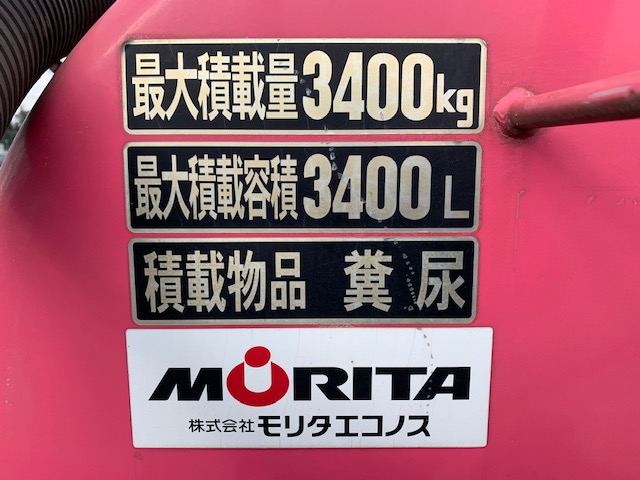 最大積載量3400kg
最大積載容積3400L
積載物品 糞尿
MORITA
株式会社モリタエコノス